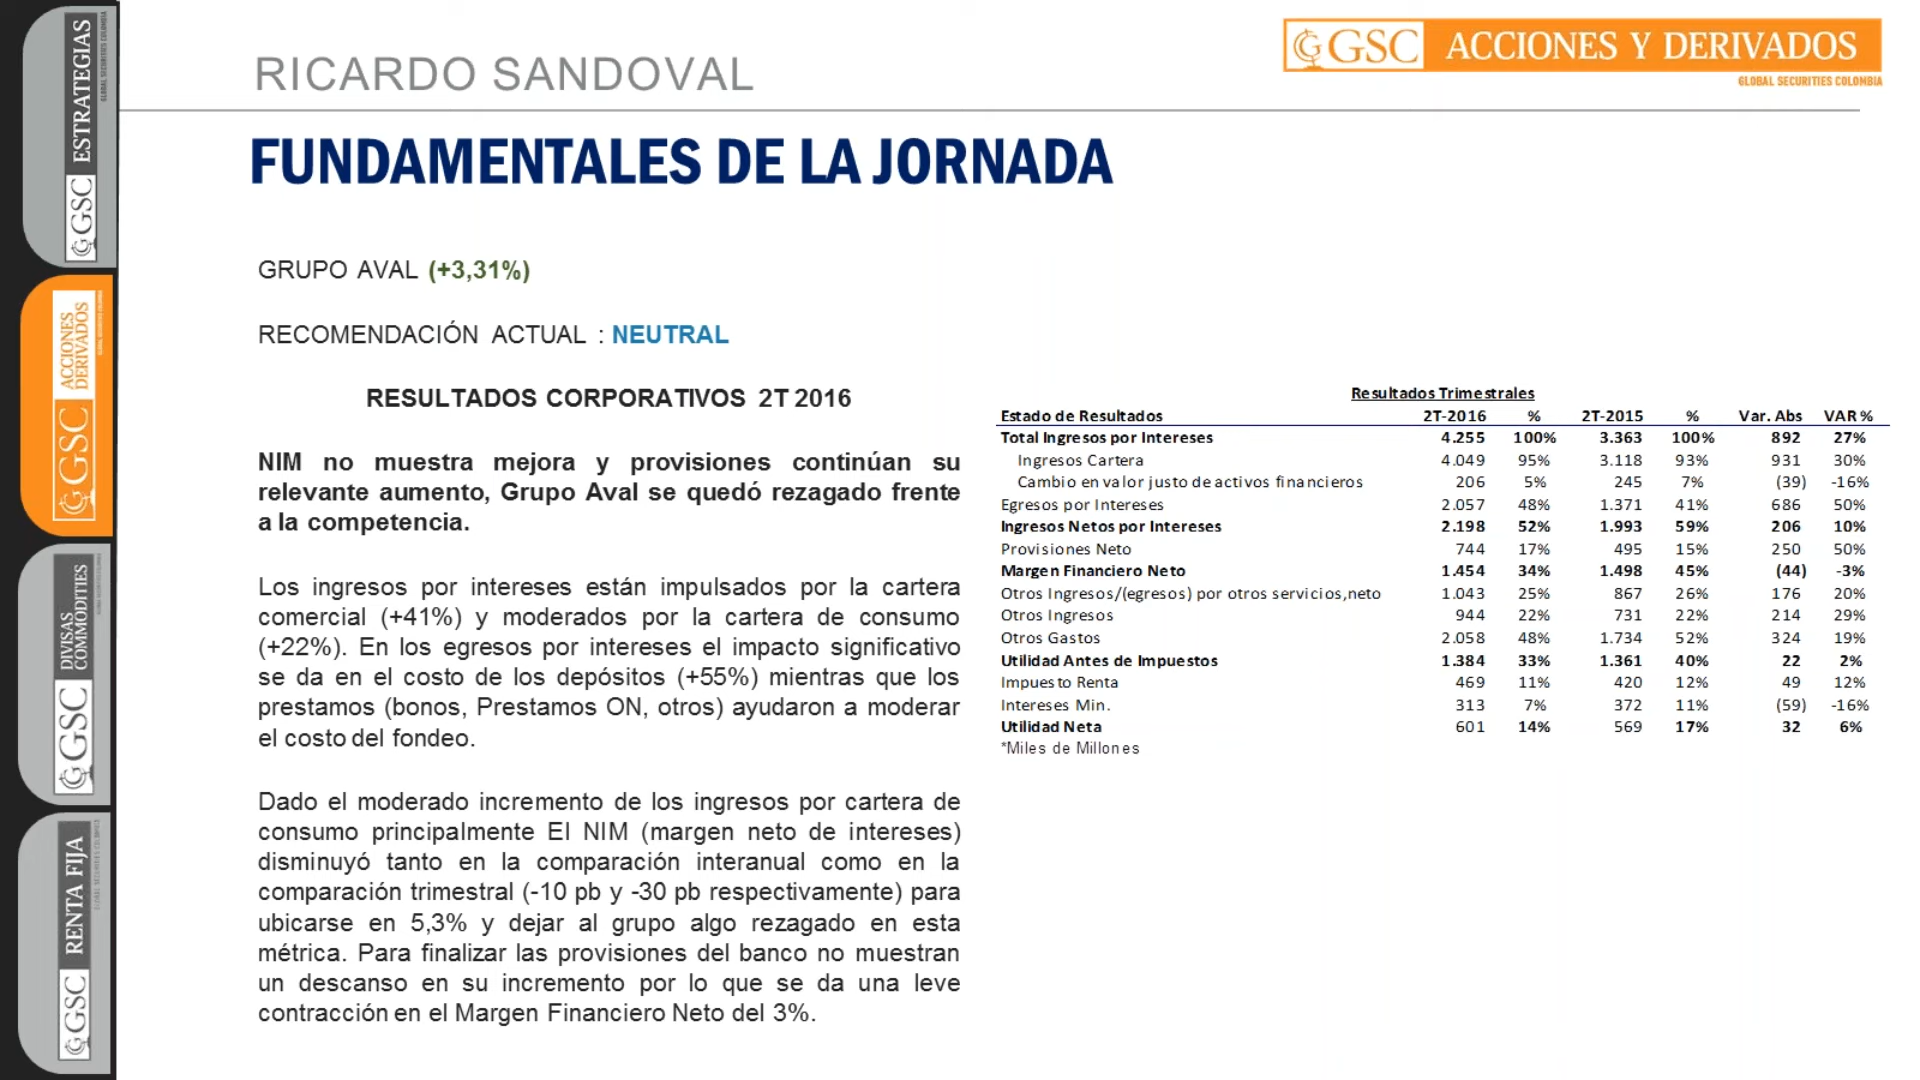 RICARDO SANDOVAL
GSC ACCIONES Y DERIVADOS
GLOBAL SECURITIES COLOMBIA
GSC ESTRATEGIAS
GSC ACCIONES
DERIVADOS
GSC DIVISAS
COMMODITIES
GSC RENTA FIJA
FUNDAMENTALES DE LA JORNADA
GRUPO AVAL (+3,31%)
RECOMENDACIÓN ACTUAL : NEUTRAL
RESULTADOS CORPORATIVOS 2T 2016
NIM no muestra mejora y provisiones continúan su
relevante aumento, Grupo Aval se quedó rezagado frente
a la competencia.
Los ingresos por intereses están impulsados por la cartera
comercial (+41%) y moderados por la cartera de consumo
(+22%). En los egresos por intereses el impacto significativo
se da en el costo de los depósitos (+55%) mientras que los
prestamos (bonos, Prestamos ON, otros) ayudaron a moderar
el costo del fondeo.
Dado el moderado incremento de los ingresos por cartera de
consumo principalmente El NIM (margen neto de intereses)
disminuyó tanto en la comparación interanual como en la
comparación trimestral (-10 pb y -30 pb respectivamente) para
ubicarse en 5,3% y dejar al grupo algo rezagado en esta
métrica. Para finalizar las provisiones del banco no muestran
un descanso en su incremento por lo que se da una leve
contracción en el Margen Financiero Neto del 3%.
Resultados Trimestrales
Estado de Resultados 2T-2016 % 2T-2015 % Var. Abs VAR %
Total Ingresos por Intereses 4.255 100% 3.363 100% 892 27%
Ingresos Cartera 4.049 95% 3.118 93% 931 30%
Cambio en valor justo de activos financieros 206 5% 245 7% (39) -16%
Egresos por Intereses 2.057 48% 1.371 41% 686 50%
Ingresos Netos por Intereses 2.198 52% 1.993 59% 206 10%
Provisiones Neto 744 17% 495 15% 250 50%
Margen Financiero Neto 1.454 34% 1.498 45% (44) -3%
Otros Ingresos/(egresos) por otros servicios,neto 1.043 25% 867 26% 176 20%
Otros Ingresos 944 22% 731 22% 214 29%
Otros Gastos 2.058 48% 1.734 52% 324 19%
Utilidad Antes de Impuestos 1.384 33% 1.361 40% 22 2%
Impuesto Renta 469 11% 420 12% 49 12%
Intereses Min. 313 7% 372 11% (59) -16%
Utilidad Neta 601 14% 569 17% 32 6%
*Miles de Millones